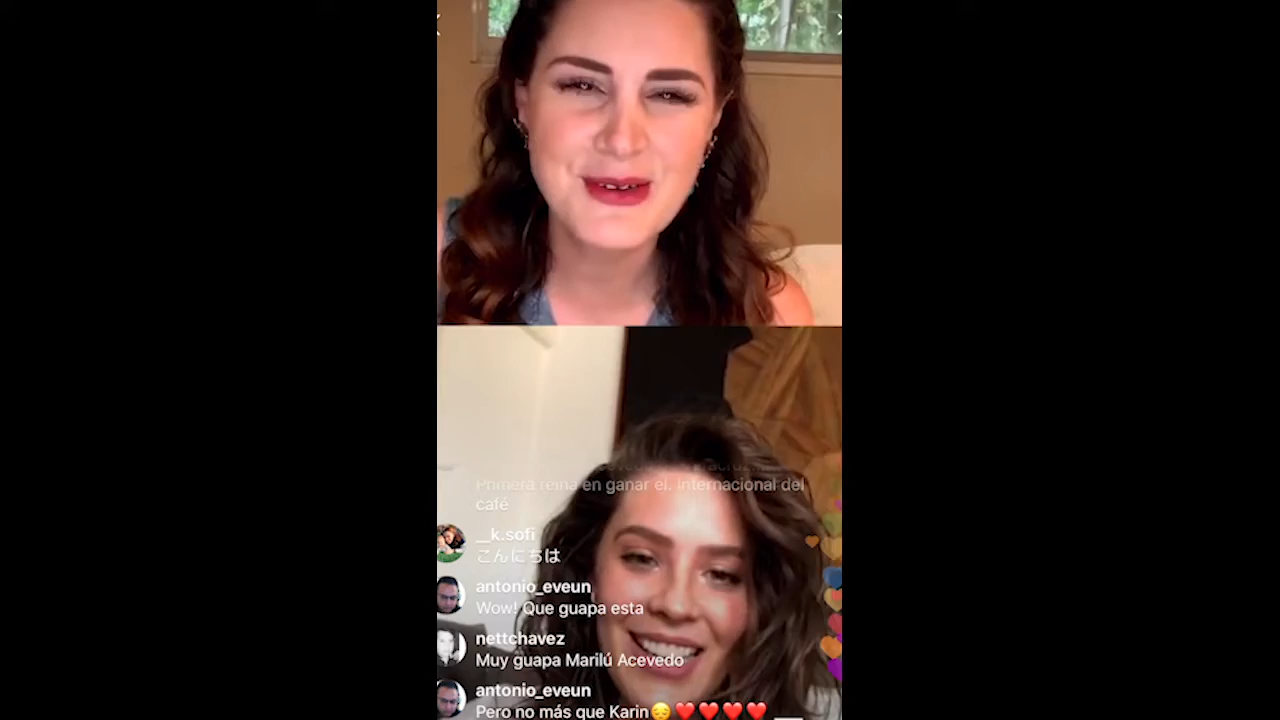 Primera reina en ganar el. Internacional del
café
__k.sofi
こんにちは
antonio_eveun
Wow! Que guapa esta
nettchavez
Muy guapa Marilú Acevedo
antonio_eveun
Pero no más que Karin😔❤️❤️❤️❤️